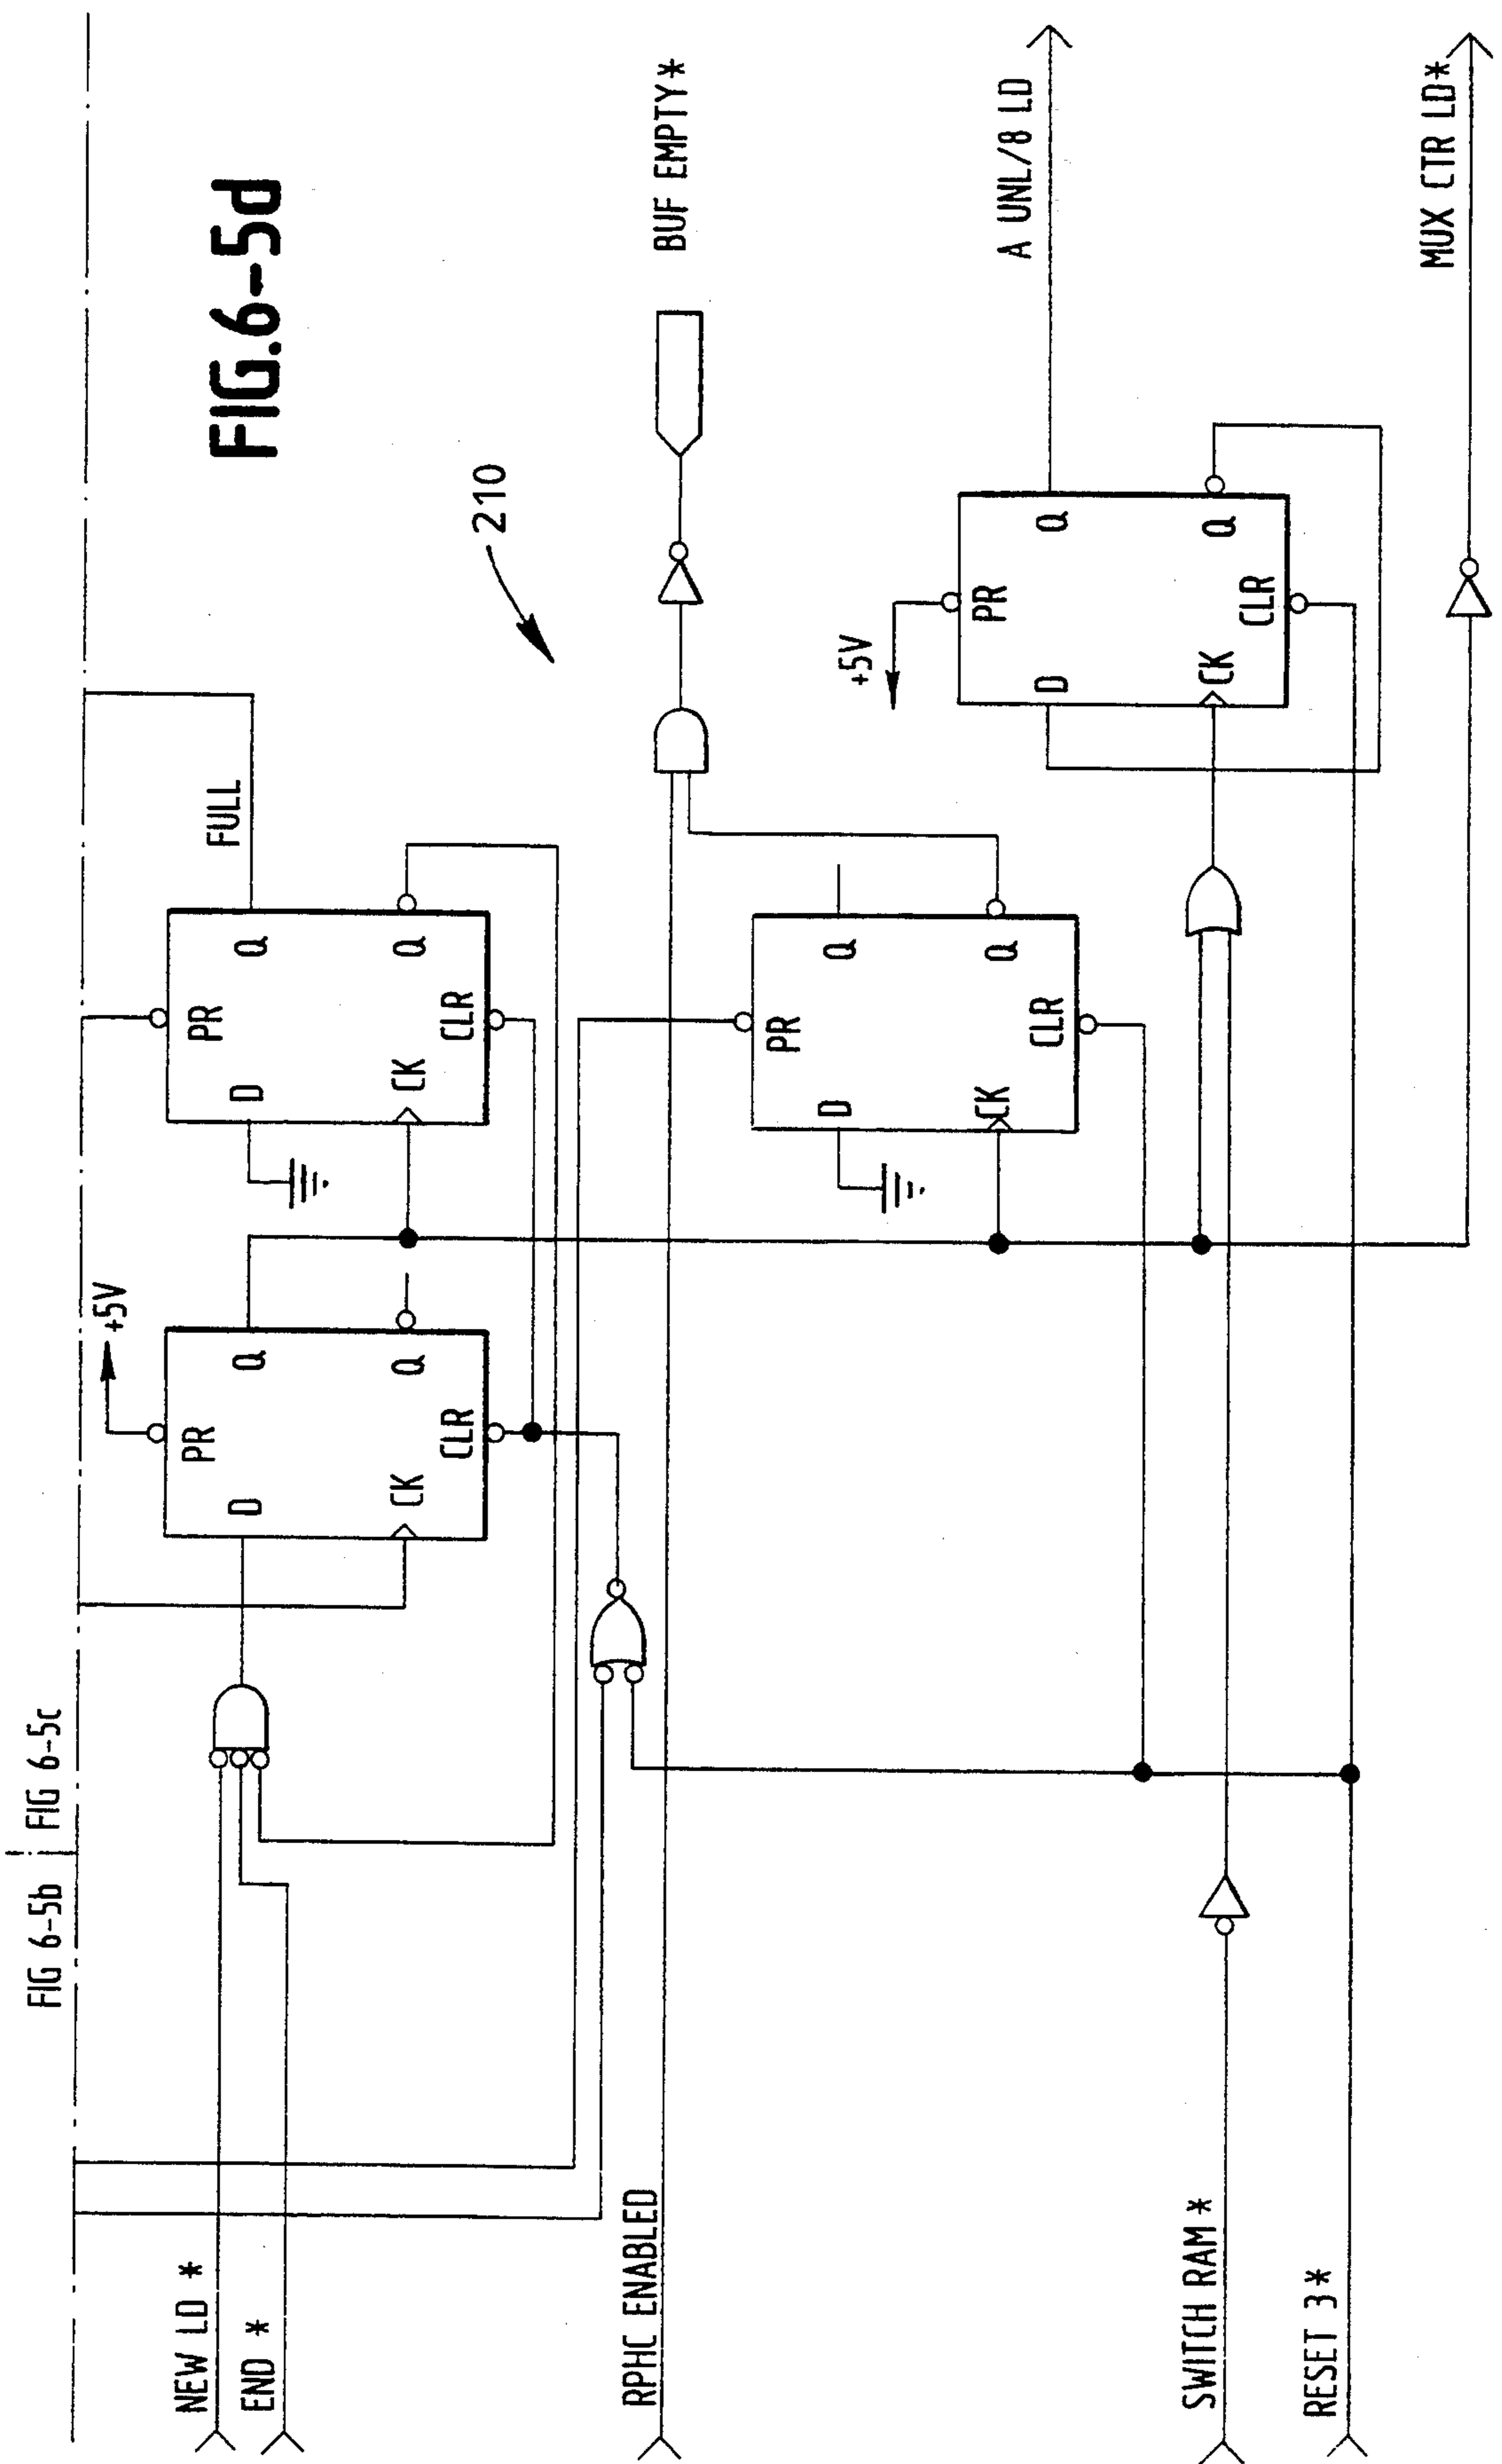 FIG 6-5b
FIG 6-5c
FIG.6-5d
NEW LD *
END *
+5V
PR
D
Q
CK
Q
CLR
PR
D
Q
CK
Q
CLR
FULL
210
RPHC ENABLED
BUF EMPTY*
PR
D
Q
CK
Q
CLR
+5V
PR
D
Q
CK
Q
CLR
A UNL/8 LD
SWITCH RAM *
RESET 3 *
MUX CTR LD*